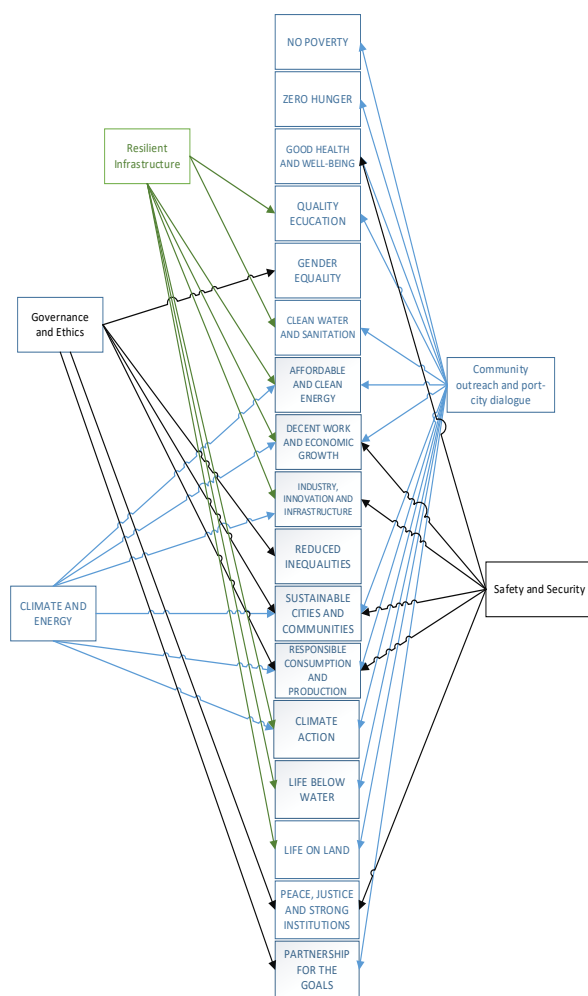 NO POVERTY
ZERO HUNGER
GOOD HEALTH
AND WELL-BEING
Resilient
Infrastructure
QUALITY
ECUCATION
GENDER
EQUALITY
Governance
and Ethics
CLEAN WATER
AND SANITATION
AFFORDABLE
AND CLEAN
ENERGY
Community
outreach and port-
city dialogue
DECENT WORK
AND ECONOMIC
GROWTH
INDUSTRY,
INNOVATION AND
INFRASTRUCTURE
REDUCED
INEQUALITIES
CLIMATE AND
ENERGY
SUSTAINABLE
CITIES AND
COMMUNITIES
Safety and Security
RESPONSIBLE
CONSUMPTION
AND
PRODUCTION
CLIMATE
ACTION
LIFE BELOW
WATER
LIFE ON LAND
PEACE, JUSTICE
AND STRONG
INSTITUTIONS
PARTNERSHIP
FOR THE
GOALS